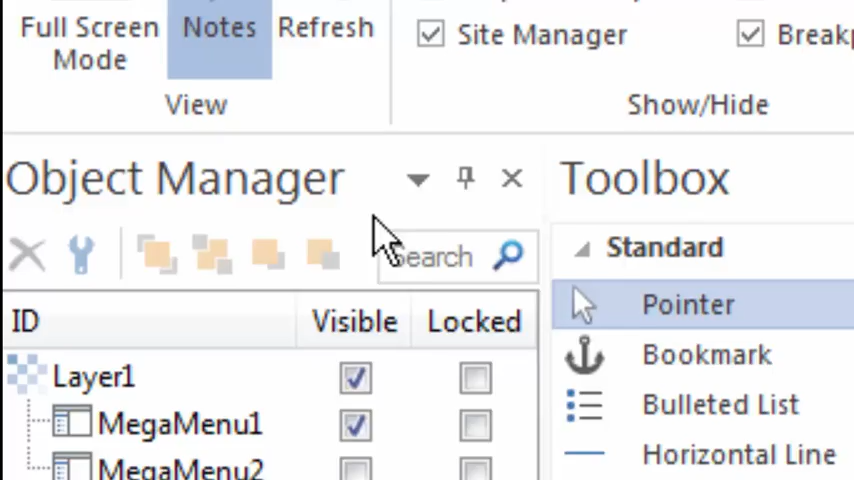 Full Screen Mode
Notes
Refresh
Site Manager
View
Show/Hide
Object Manager
Toolbox
Search
Standard
ID
Visible
Locked
Pointer
Layer1
Bookmark
MegaMenu1
Bulleted List
MegaMenu2
Horizontal Line